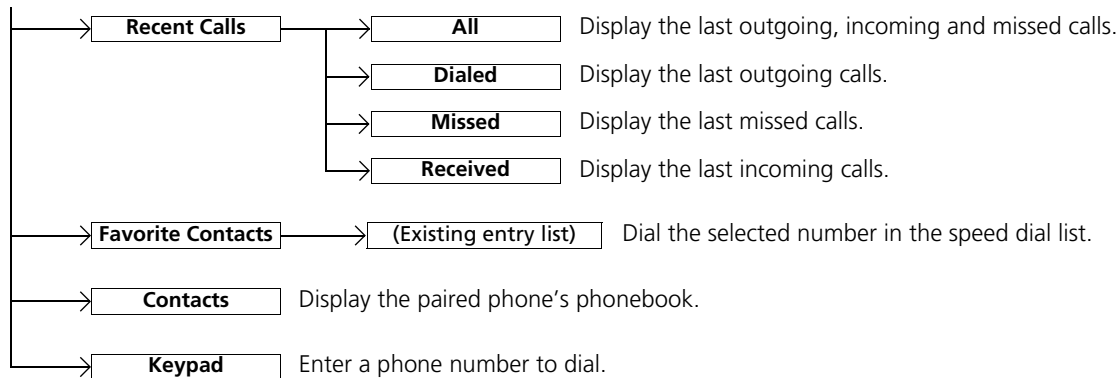 Recent Calls All Display the last outgoing, incoming and missed calls.
Dialed Display the last outgoing calls.
Missed Display the last missed calls.
Received Display the last incoming calls.
Favorite Contacts (Existing entry list) Dial the selected number in the speed dial list.
Contacts Display the paired phone's phonebook.
Keypad Enter a phone number to dial.